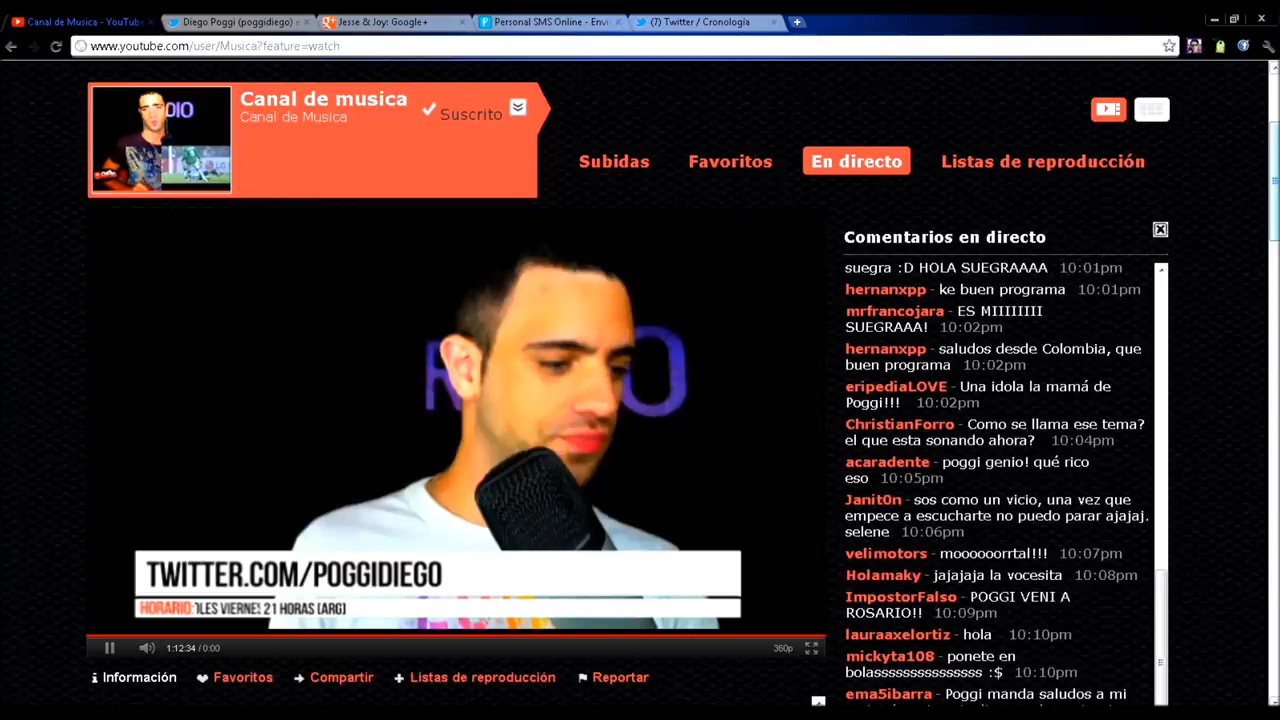 Canal de Musica - YouTube
Diego Poggi (poggidiego) e
Jesse & Joy: Google+
Personal SMS Online - Envi
(7) Twitter / Cronología
www.youtube.com/user/Musica?feature=watch
DIO
Canal de musica
Canal de Musica
Suscrito
Subidas
Favoritos
En directo
Listas de reproducción
Comentarios en directo
suegra :D HOLA SUEGRAAAA 10:01pm
hernanxpp - ke buen programa 10:01pm
mrfrancojara - ES MIIIIIIII
SUEGRAAA! 10:02pm
hernanxpp - saludos desde Colombia, que
buen programa 10:02pm
eripediaLOVE - Una idola la mamá de
Poggi!!! 10:02pm
ChristianForro - Como se llama ese tema?
el que esta sonando ahora? 10:04pm
acaradente - poggi genio! qué rico
eso 10:05pm
Janit0n - sos como un vicio, una vez que
empece a escucharte no puedo parar ajajaj.
selene 10:06pm
velimotors - moooooorrtal!!! 10:07pm
Holamaky - jajajaja la vocesita 10:08pm
ImpostorFalso - POGGI VENI A
ROSARIO!! 10:09pm
lauraaxelortiz - hola 10:10pm
mickyta108 - ponete en
bolassssssssssssssss :$ 10:10pm
ema5ibarra - Poggi manda saludos a mi
R O
TWITTER.COM/POGGIDIEGO
HORARIO: VIERNES 21 HORAS (ARG)
1:12:34 / 0:00
360p
Información
Favoritos
Compartir
Listas de reproducción
Reportar